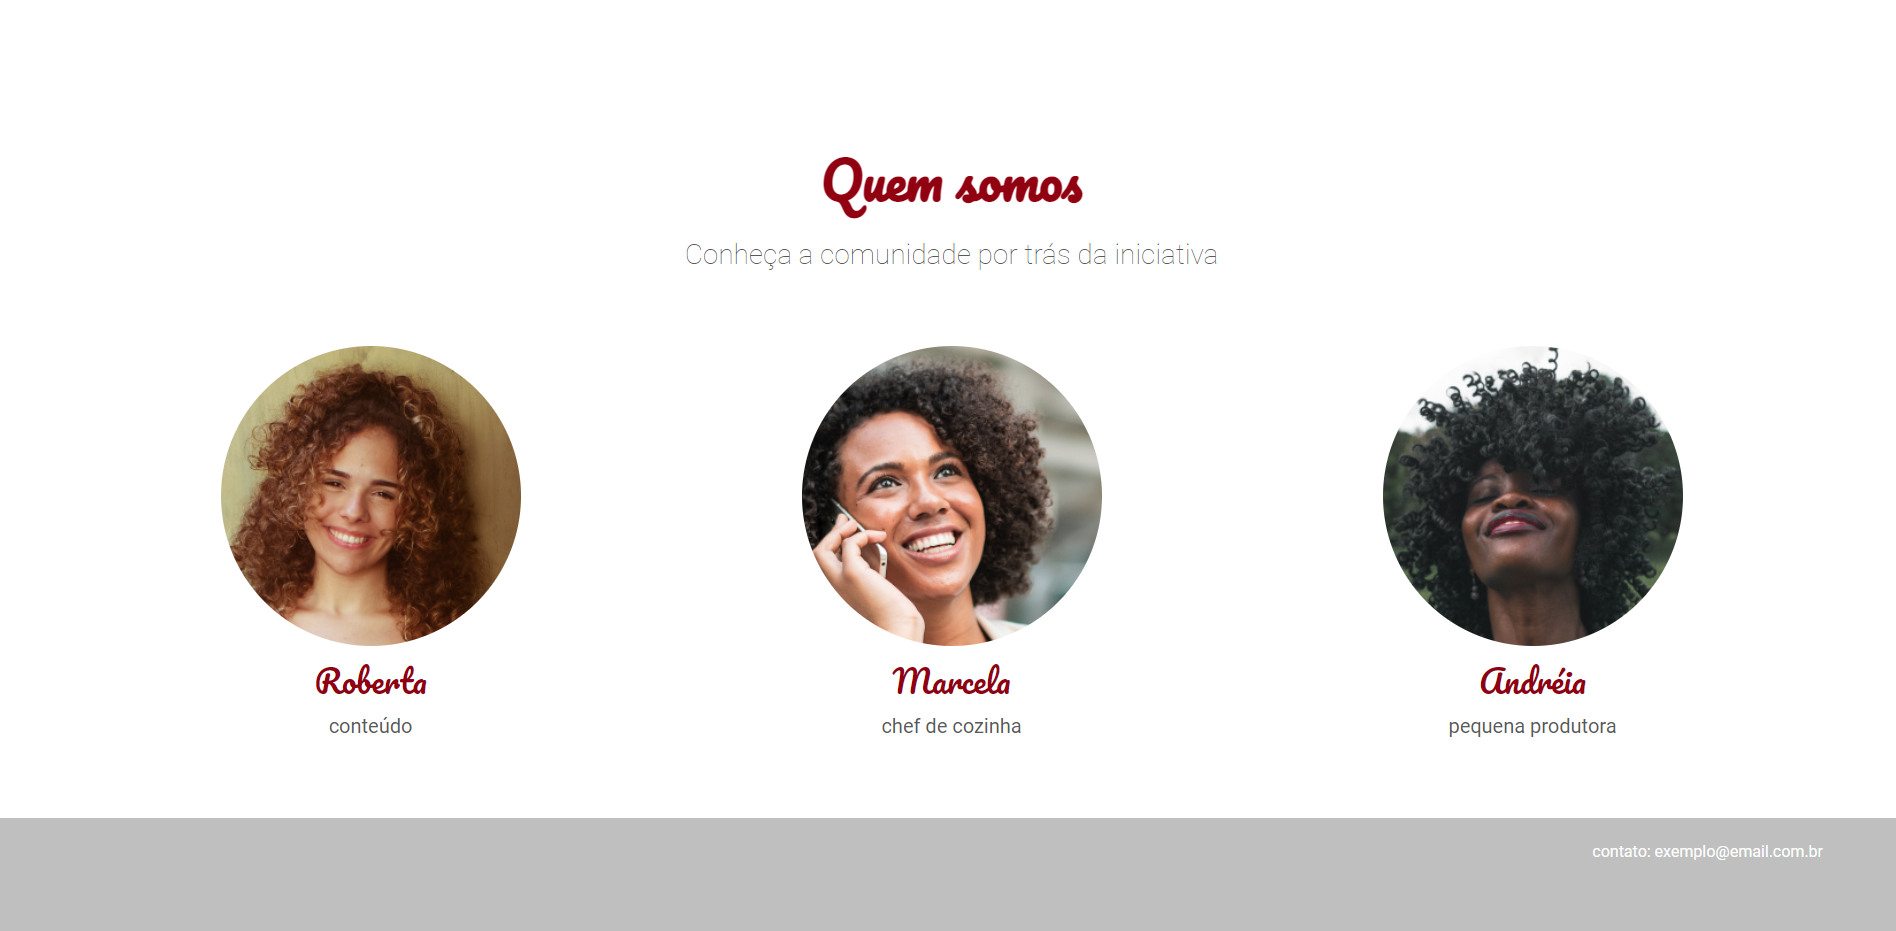 Quem somos
Conheça a comunidade por trás da iniciativa
Roberta
conteúdo
Marcela
chef de cozinha
Andréia
pequena produtora
contato: exemplo@email.com.br